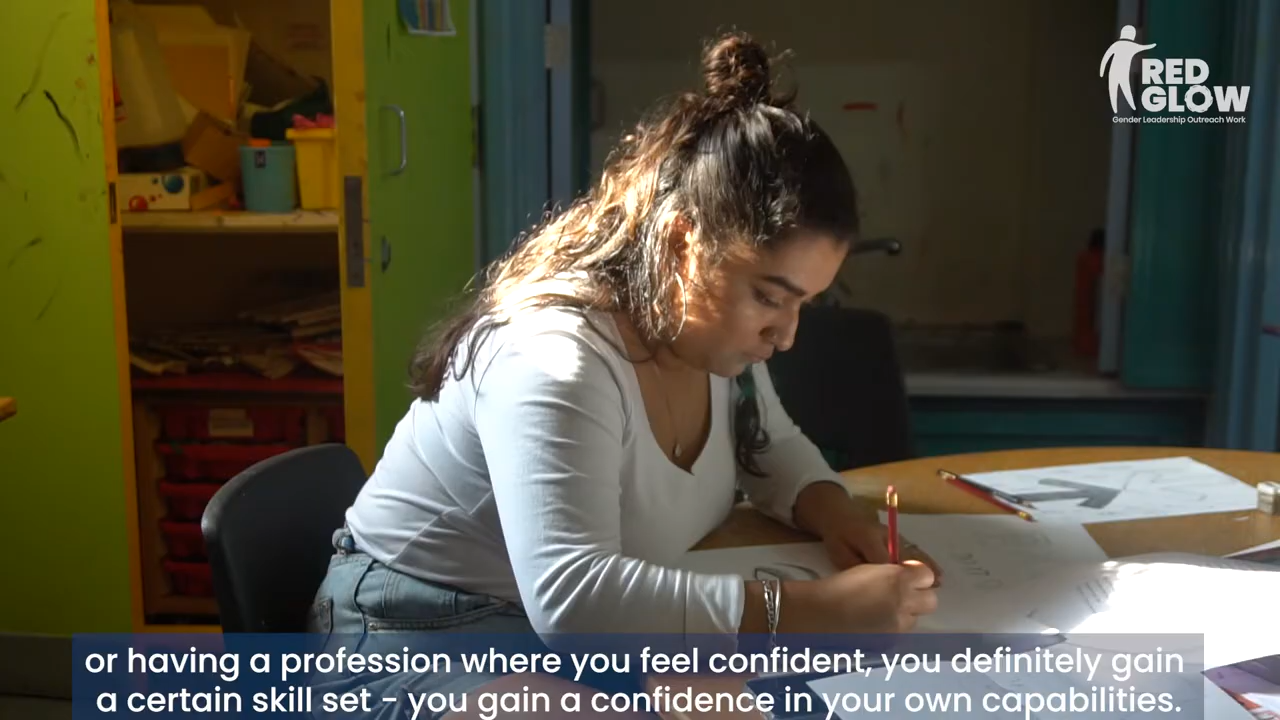 RED
GLOW
Gender Leadership Outreach Work
or having a profession where you feel confident, you definitely gain
a certain skill set - you gain a confidence in your own capabilities.